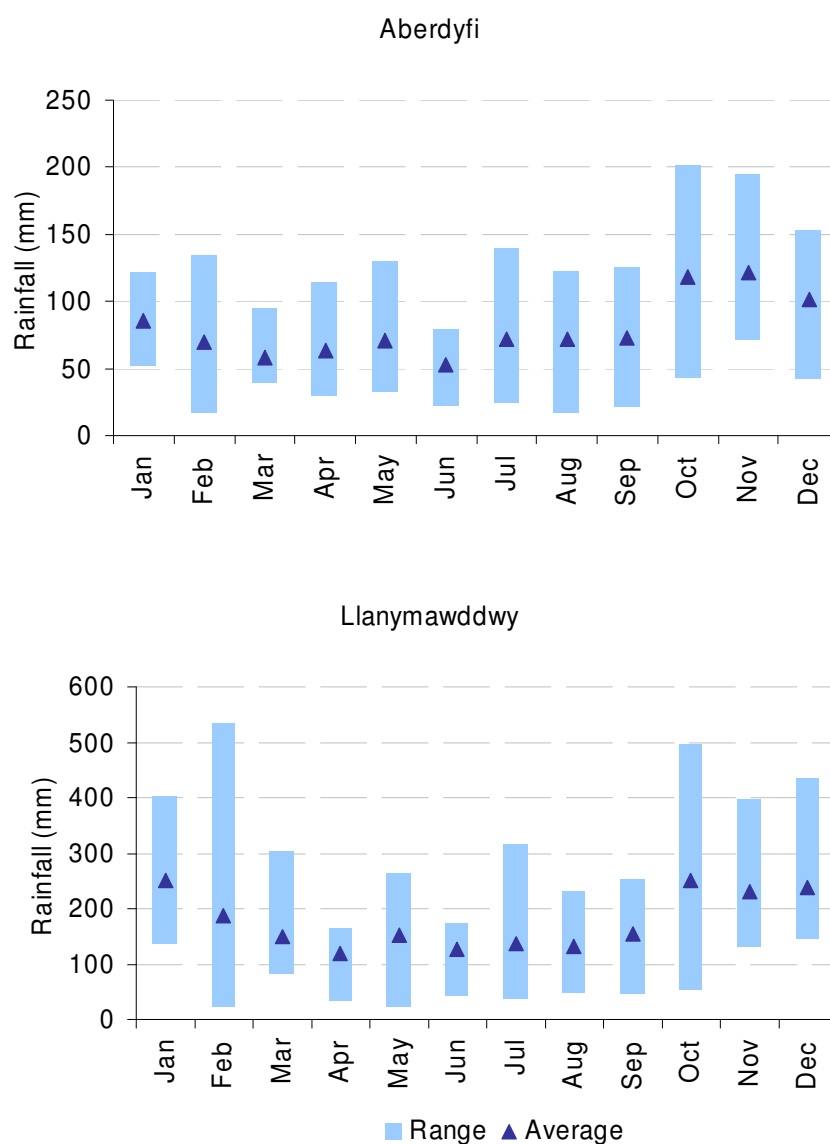 Aberdyfi
Rainfall (mm)
250
200
150
100
50
0
Jan Feb Mar Apr May Jun Jul Aug Sep Oct Nov Dec
Llanymawddwy
Rainfall (mm)
600
500
400
300
200
100
0
Jan Feb Mar Apr May Jun Jul Aug Sep Oct Nov Dec
Range Average